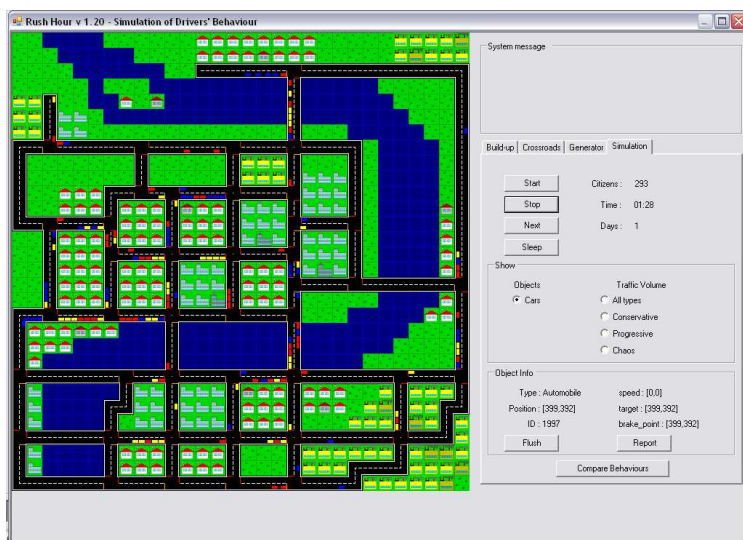 Rush Hour v 1.20 - Simulation of Drivers' Behaviour
System message
Build-up Crossroads Generator Simulation
Start Citizens : 293
Stop Time : 01:28
Next Days : 1
Sleep
Show
Objects Traffic Volume
Cars All types
Conservative
Progressive
Chaos
Object Info
Type : Automobile speed : [0,0]
Position : [399,392] target : [399,392]
ID : 1997 brake_point : [399,392]
Flush Report
Compare Behaviours